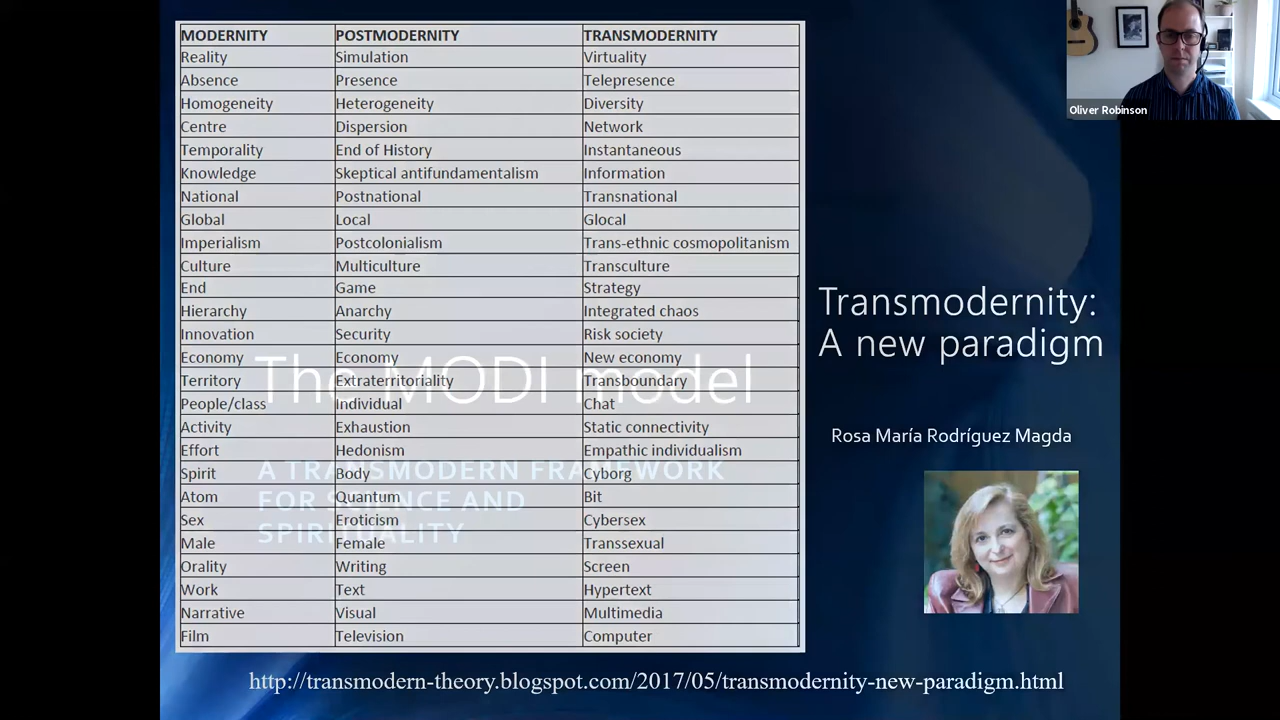 MODERNITY POSTMODERNITY TRANSMODERNITY
Reality Simulation Virtuality
Absence Presence Telepresence
Homogeneity Heterogeneity Diversity
Centre Dispersion Network
Temporality End of History Instantaneous
Knowledge Skeptical antifundamentalism Information
National Postnational Transnational
Global Local Glocal
Imperialism Postcolonialism Trans-ethnic cosmopolitanism
Culture Multiculture Transculture
End Game Strategy
Hierarchy Anarchy Integrated chaos
Innovation Security Risk society
Economy Economy New economy
Territory Extraterritoriality Transboundary
People/class Individual Chat
Activity Exhaustion Static connectivity
Effort Hedonism Empathic individualism
Spirit Body Cyborg
Atom Quantum Bit
Sex Eroticism Cybersex
Male Female Transsexual
Orality Writing Screen
Work Text Hypertext
Narrative Visual Multimedia
Film Television Computer
The MODI model
A TRANSMODERN FRAMEWORK
FOR SCIENCE AND
SPIRITUALITY
Oliver Robinson
Transmodernity:
A new paradigm
Rosa María Rodríguez Magda
http://transmodern-theory.blogspot.com/2017/05/transmodernity-new-paradigm.html